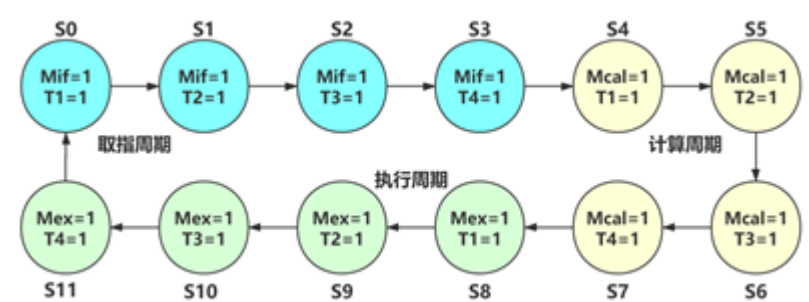 S0 S1 S2 S3 S4 S5
Mif=1 Mif=1 Mif=1 Mif=1 Mcal=1 Mcal=1
T1=1 T2=1 T3=1 T4=1 T1=1 T2=1
取指周期 计算周期
执行周期
Mex=1 Mex=1 Mex=1 Mex=1 Mcal=1 Mcal=1
T4=1 T3=1 T2=1 T1=1 T4=1 T3=1
S11 S10 S9 S8 S7 S6